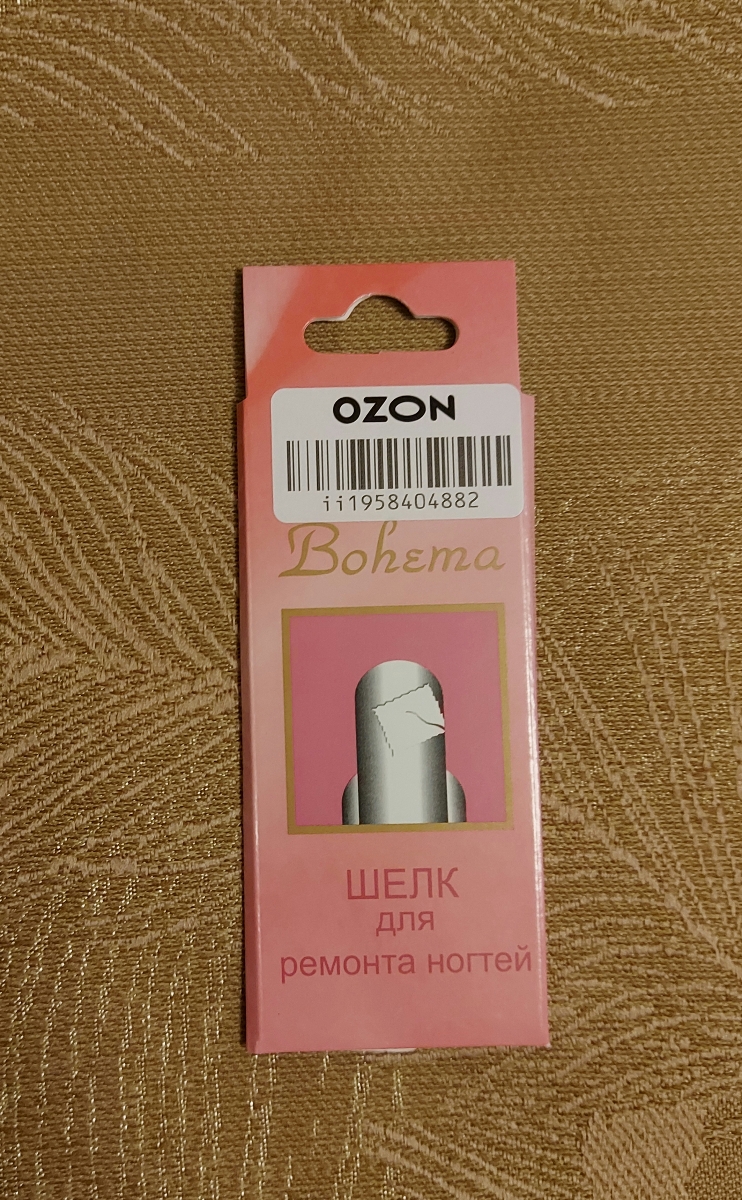 OZON
ii1958404882
Bohema
ШЕЛК
для
ремонта ногтей